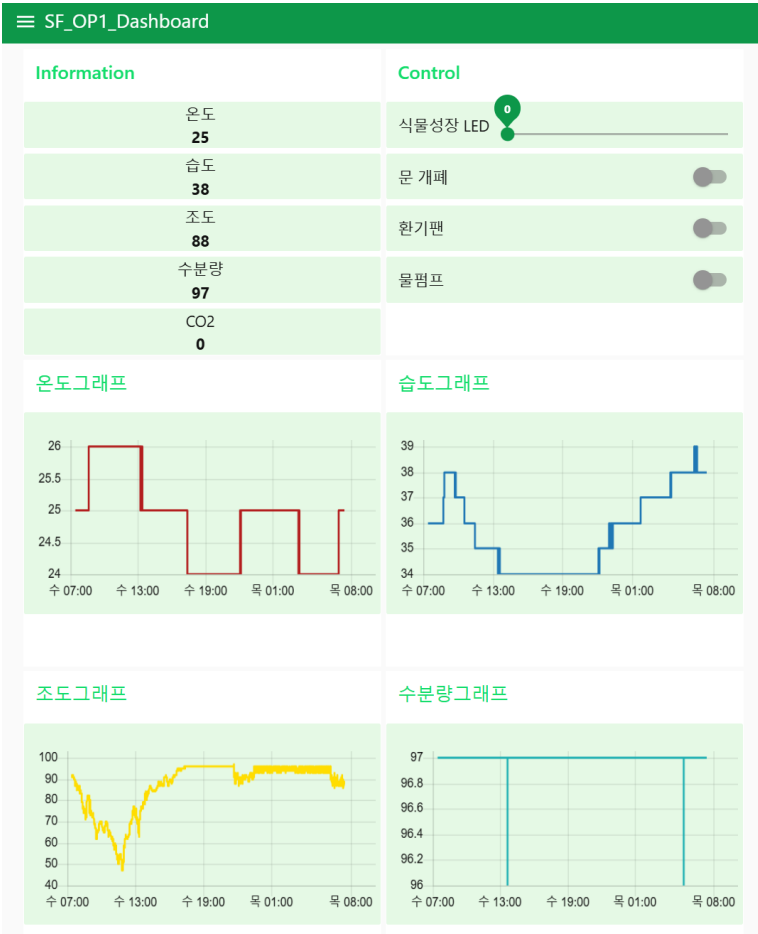 SF_OP1_Dashboard
Information
온도
25
습도
38
조도
88
수분량
97
CO2
0
Control
식물성장 LED
0
문 개폐
환기팬
물펌프
온도그래프
26
25.5
25
24.5
24
수 07:00 수 13:00 수 19:00 목 01:00 목 08:00
습도그래프
39
38
37
36
35
34
수 07:00 수 13:00 수 19:00 목 01:00 목 08:00
조도그래프
100
90
80
70
60
50
40
수 07:00 수 13:00 수 19:00 목 01:00 목 08:00
수분량그래프
97
96.8
96.6
96.4
96.2
96
수 07:00 수 13:00 수 19:00 목 01:00 목 08:00